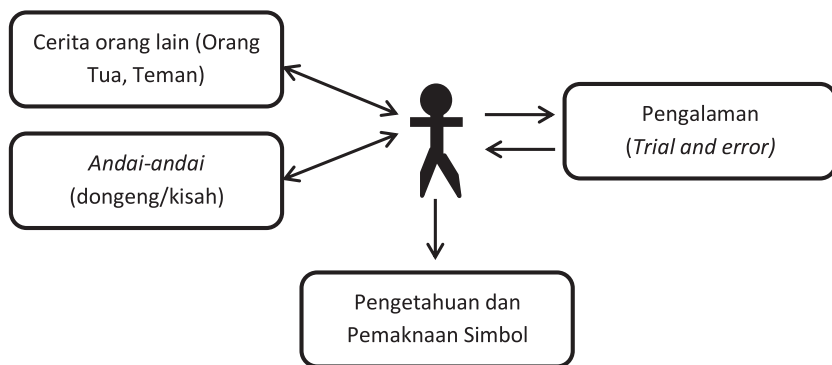 Cerita orang lain (Orang
Tua, Teman)
Andai-andai
(dongeng/kisah)
Pengalaman
(Trial and error)
Pengetahuan dan
Pemaknaan Simbol